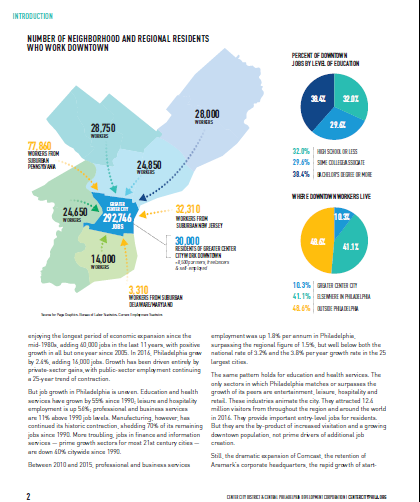 INTRODUCTION
NUMBER OF NEIGHBORHOOD AND REGIONAL RESIDENTS
WHO WORK DOWNTOWN
28,000
WORKERS
28,750
WORKERS
77,860
WORKERS FROM
SUBURBAN
PENNSYLVANIA
24,850
WORKERS
GREATER
CENTER CITY
292,746
JOBS
24,650
WORKERS
32,310
WORKERS FROM
SUBURBAN NEW JERSEY
30,000
RESIDENTS OF GREATER CENTER
CITY WORK DOWNTOWN
& self-employed
14,000
WORKERS
3,310
WORKERS FROM SUBURBAN
DELAWARE/MARYLAND
PERCENT OF DOWNTOWN
JOBS BY LEVEL OF EDUCATION
38.4%
32.0%
29.6%
32.0% HIGH SCHOOL OR LESS
29.6% SOME COLLEGE/ASSOCIATE
38.4% BACHELOR'S DEGREE OR MORE
WHERE DOWNTOWN WORKERS LIVE
10.3%
48.6%
41.1%
10.3% GREATER CENTER CITY
41.1% ELSEWHERE IN PHILADELPHIA
48.6% OUTSIDE PHILADELPHIA
enjoying the longest period of economic expansion since the
mid-1980s, adding 60,000 jobs in the last 11 years, with positive
growth in all but one year since 2005. In 2016, Philadelphia grew
by 2.4%, adding 16,000 jobs. Growth has been driven entirely by
private-sector gains, with public-sector employment continuing
a 25-year trend of contraction.
But job growth in Philadelphia is uneven. Education and health
services have grown by 55% since 1990, leisure and hospitality
employment is up 58%, professional and business services
are 11% above 1990 job levels. Manufacturing, however, has
continued its historic contraction, shedding 70% of its remaining
jobs since 1990. More troubling, jobs in finance and information
services — prime growth sectors for most 21st century cities —
are down 40% citywide since 1990.
Between 2010 and 2015, professional and business services
employment was up 1.8% per annum in Philadelphia,
surpassing the regional figure of 1.5%, but well below both the
national rate of 3.2% and the 3.8% per year growth rate in the 25
largest cities.
The same pattern holds for education and health services. The
only sectors in which Philadelphia matches or surpasses the
growth of its peers are entertainment, leisure, hospitality and
retail. These industries animate the city. They attracted 12.6
million visitors from throughout the region and around the world
in 2016. They provide important entry-level jobs for residents.
But they are the by-product of increased visitation and a growing
downtown population, not prime drivers of additional job
creation.
Still, the dramatic expansion of Comcast, the retention of
Aramark's corporate headquarters, the rapid growth of start-
2
CENTER CITY DISTRICT & CENTRAL PHILADELPHIA DEVELOPMENT CORPORATION | CENTERCITYPHILA.ORG